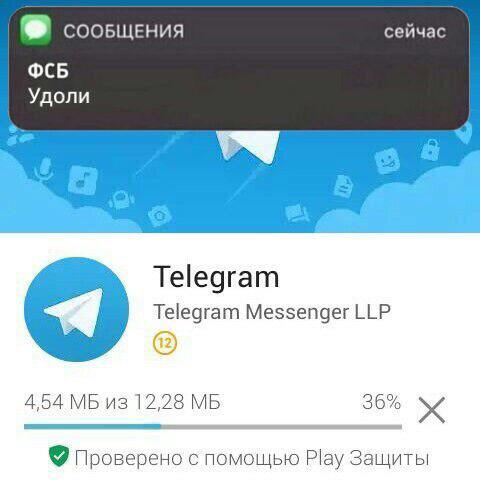 СООБЩЕНИЯ сейчас
ФСБ
Удоли
Telegram
Telegram Messenger LLP
12
4,54 МБ из 12,28 МБ 36%
Проверено с помощью Play Защиты